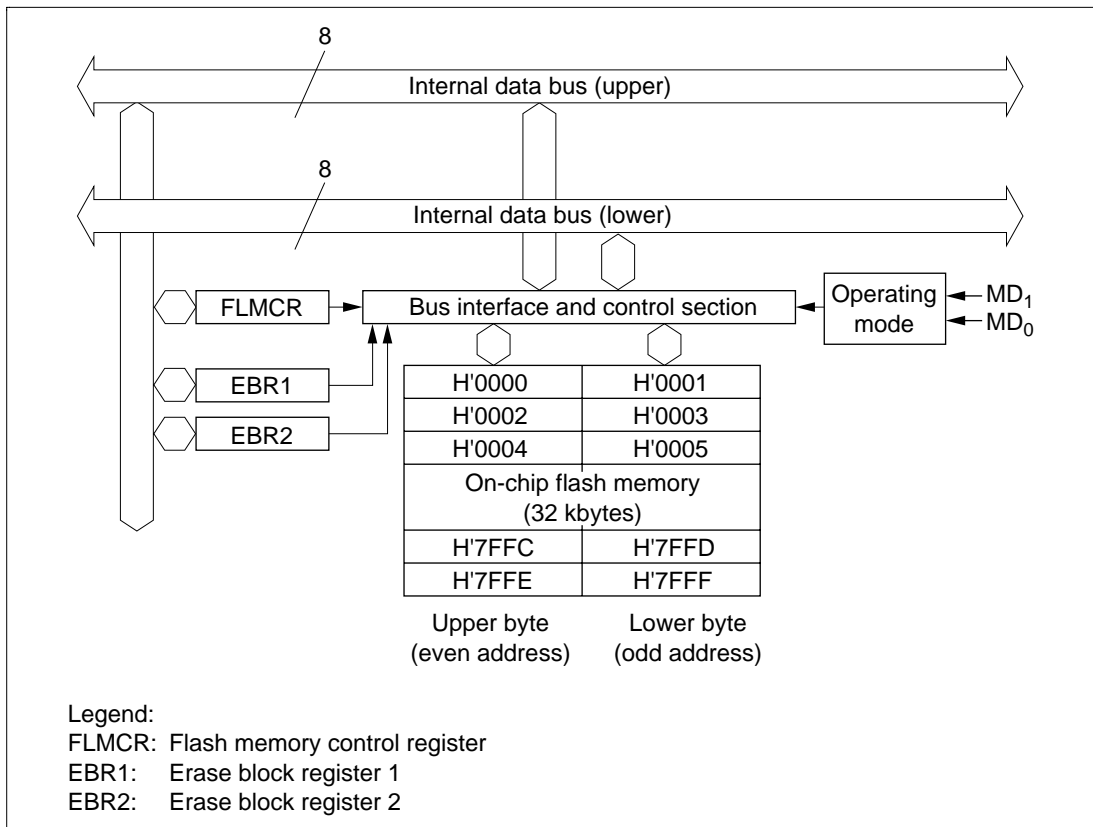 8
Internal data bus (upper)
8
Internal data bus (lower)
FLMCR
Bus interface and control section
Operating
mode
MD1
MD0
EBR1
EBR2
H'0000 H'0001
H'0002 H'0003
H'0004 H'0005
On-chip flash memory
(32 kbytes)
H'7FFC H'7FFD
H'7FFE H'7FFF
Upper byte
(even address)
Lower byte
(odd address)
Legend:
FLMCR: Flash memory control register
EBR1: Erase block register 1
EBR2: Erase block register 2